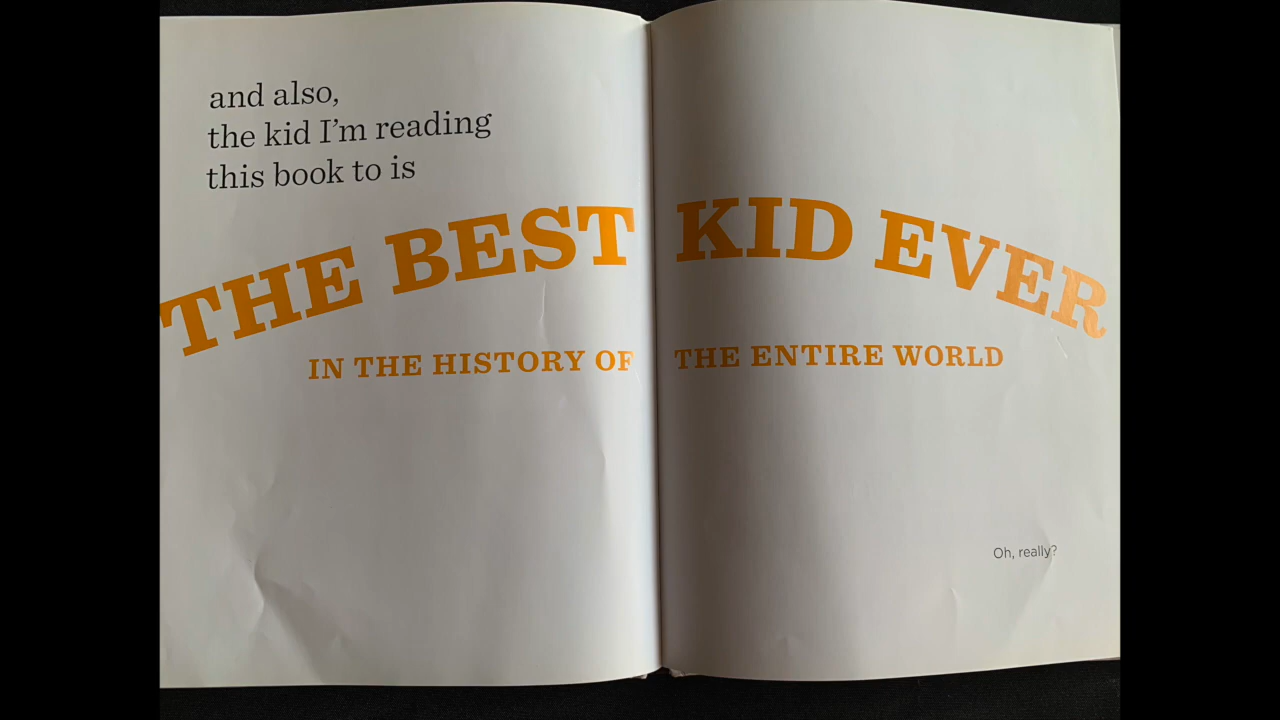 and also,
the kid I’m reading
this book to is
THE BEST KID EVER
IN THE HISTORY OF THE ENTIRE WORLD
Oh, really?